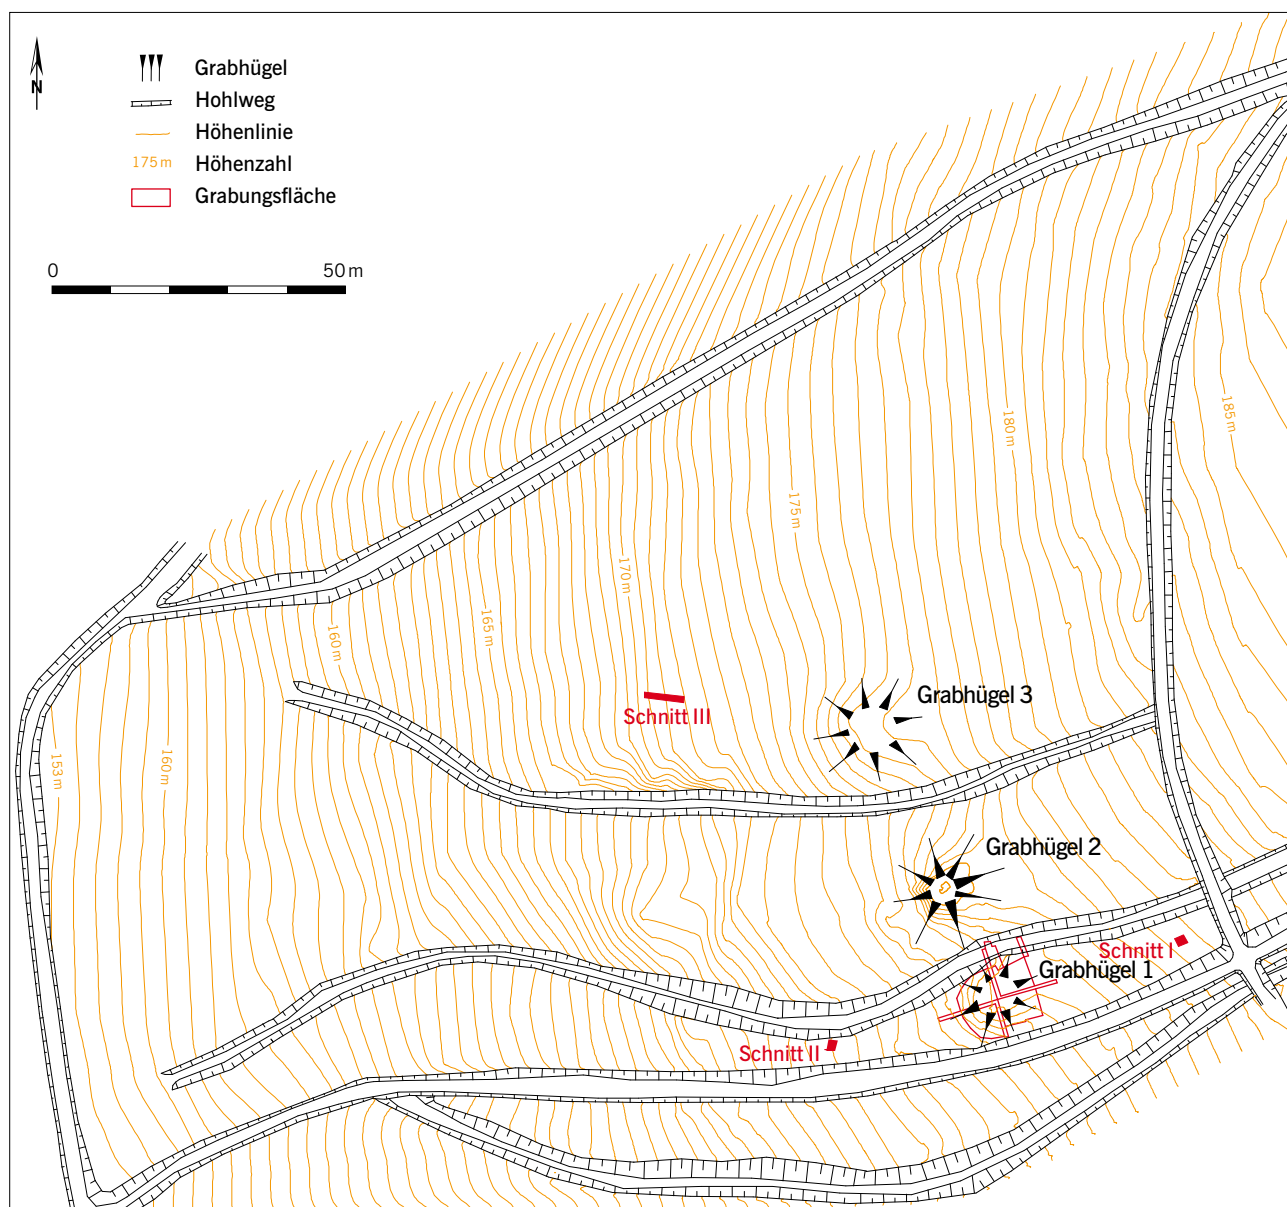 N
Grabhügel
Hohlweg
Höhenlinie
175 m
Höhenzahl
Grabungsfläche
0
50 m
185 m
180 m
175 m
170 m
165 m
160 m
Grabhügel 3
Schnitt III
153 m
160 m
Grabhügel 2
Schnitt I
Grabhügel 1
Schnitt II